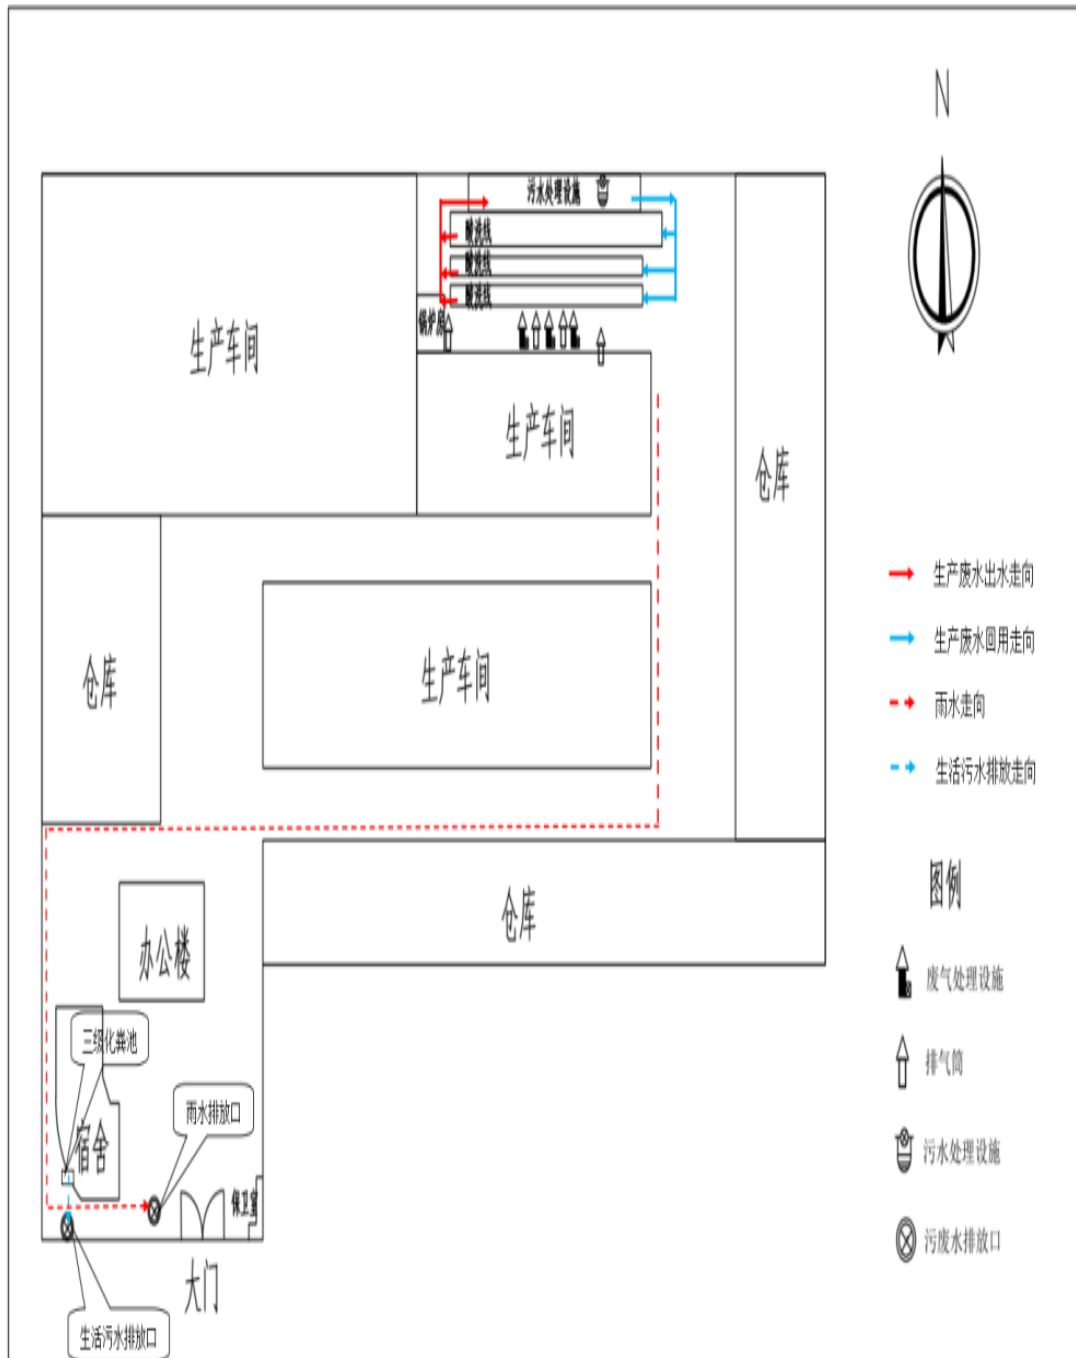 N
污水处理设施
酸洗线
酸洗线
酸洗线
锅炉房
生产车间
生产车间
仓库
生产废水出水走向
生产废水回用走向
仓库
生产车间
雨水走向
生活污水排放走向
图例
仓库
办公楼
废气处理设施
三级化粪池
排气筒
雨水排放口
宿舍
污水处理设施
保卫室
污废水排放口
大门
生活污水排放口